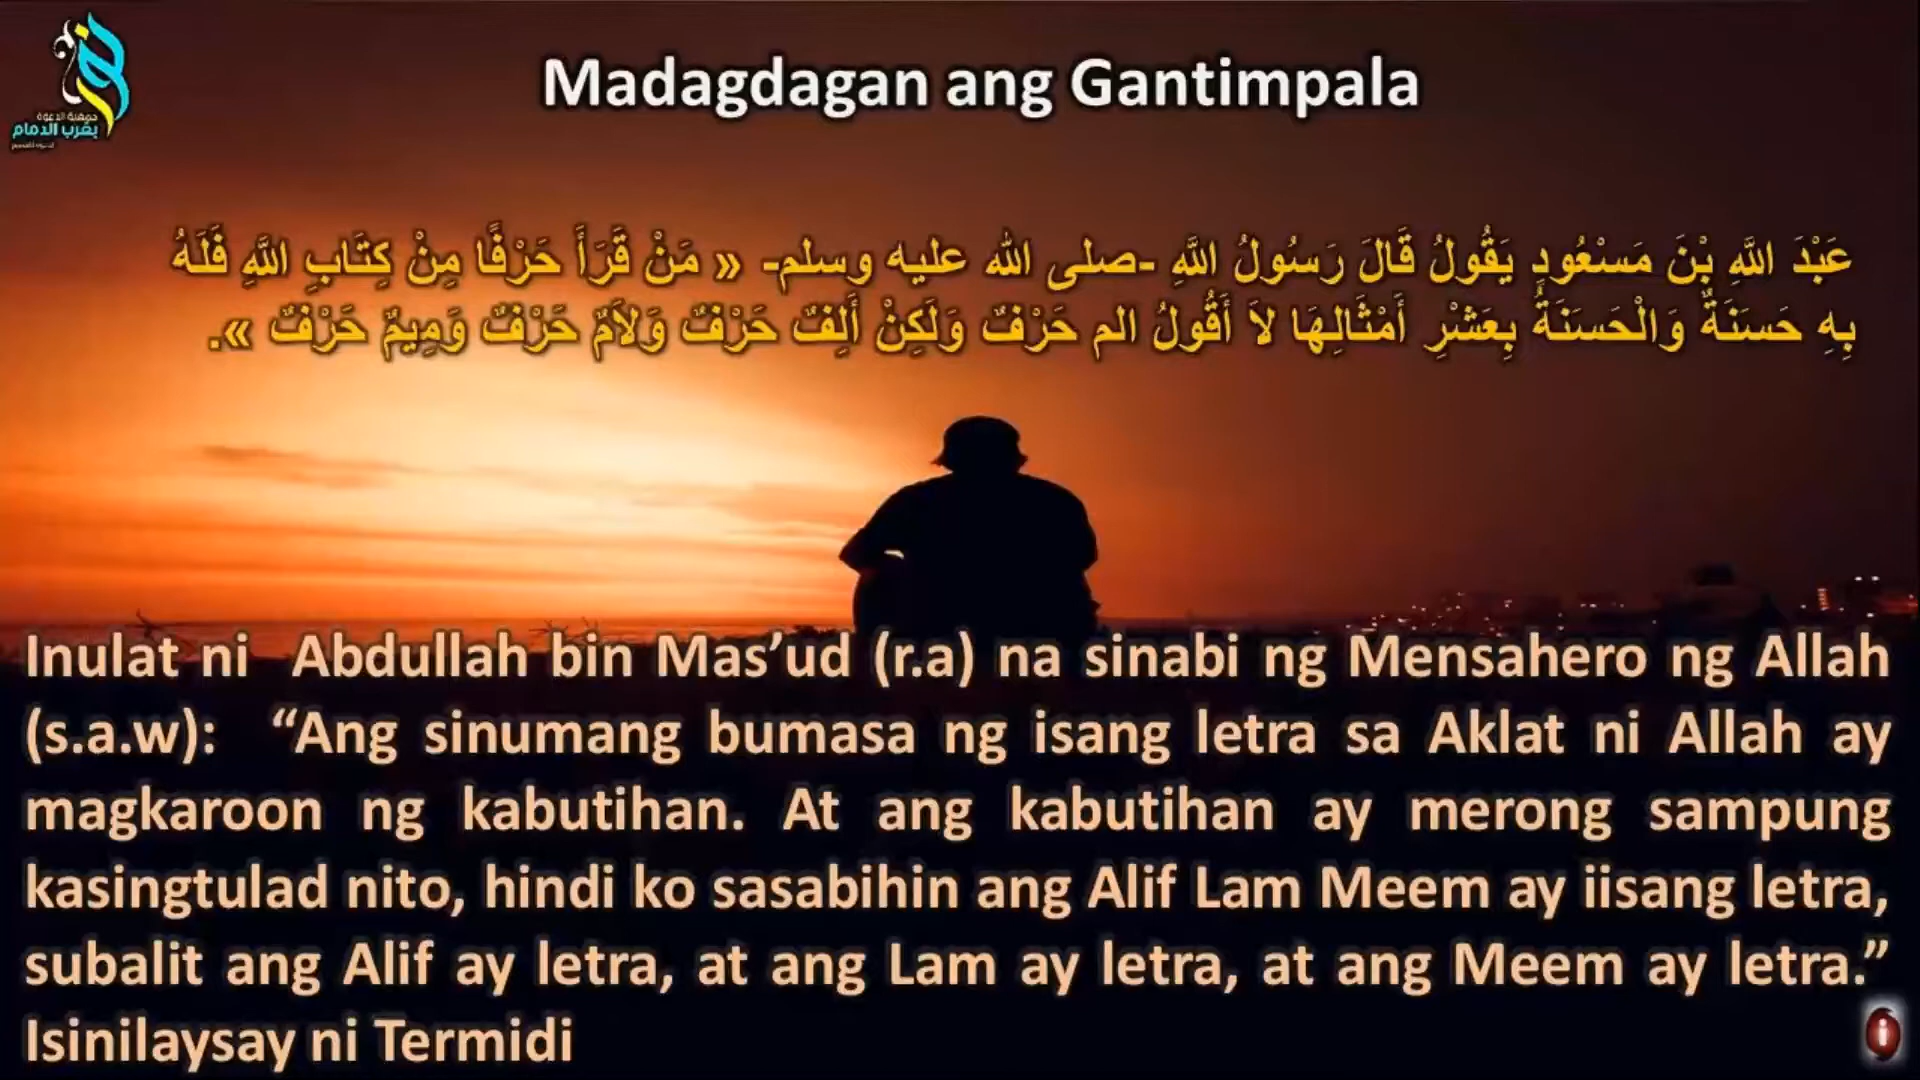 جمعية الدعوة
بغرب الدمام
Madagdagan ang Gantimpala
عَبْدَ اللَّهِ بْنَ مَسْعُودٍ يَقُولُ قَالَ رَسُولُ اللَّهِ -صلى الله عليه وسلم- « مَنْ قَرَأَ حَرْفًا مِنْ كِتَابِ اللَّهِ فَلَهُ
بِهِ حَسَنَةٌ وَالْحَسَنَةُ بِعَشْرِ أَمْثَالِهَا لاَ أَقُولُ الم حَرْفٌ وَلَكِنْ أَلِفٌ حَرْفٌ وَلاَمٌ حَرْفٌ وَمِيمٌ حَرْفٌ ».
Inulat ni Abdullah bin Mas’ud (r.a) na sinabi ng Mensahero ng Allah
(s.a.w): “Ang sinumang bumasa ng isang letra sa Aklat ni Allah ay
magkaroon ng kabutihan. At ang kabutihan ay merong sampung
kasingtulad nito, hindi ko sasabihin ang Alif Lam Meem ay iisang letra,
subalit ang Alif ay letra, at ang Lam ay letra, at ang Meem ay letra.”
Isinilaysay ni Termidi
i